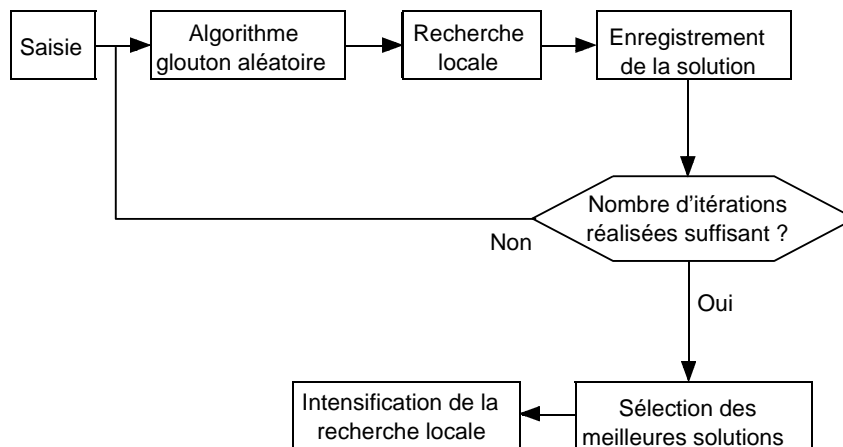 Saisie
Algorithme
glouton aléatoire
Recherche
locale
Enregistrement
de la solution
Nombre d’itérations
réalisées suffisant ?
Non
Oui
Intensification de la
recherche locale
Sélection des
meilleures solutions